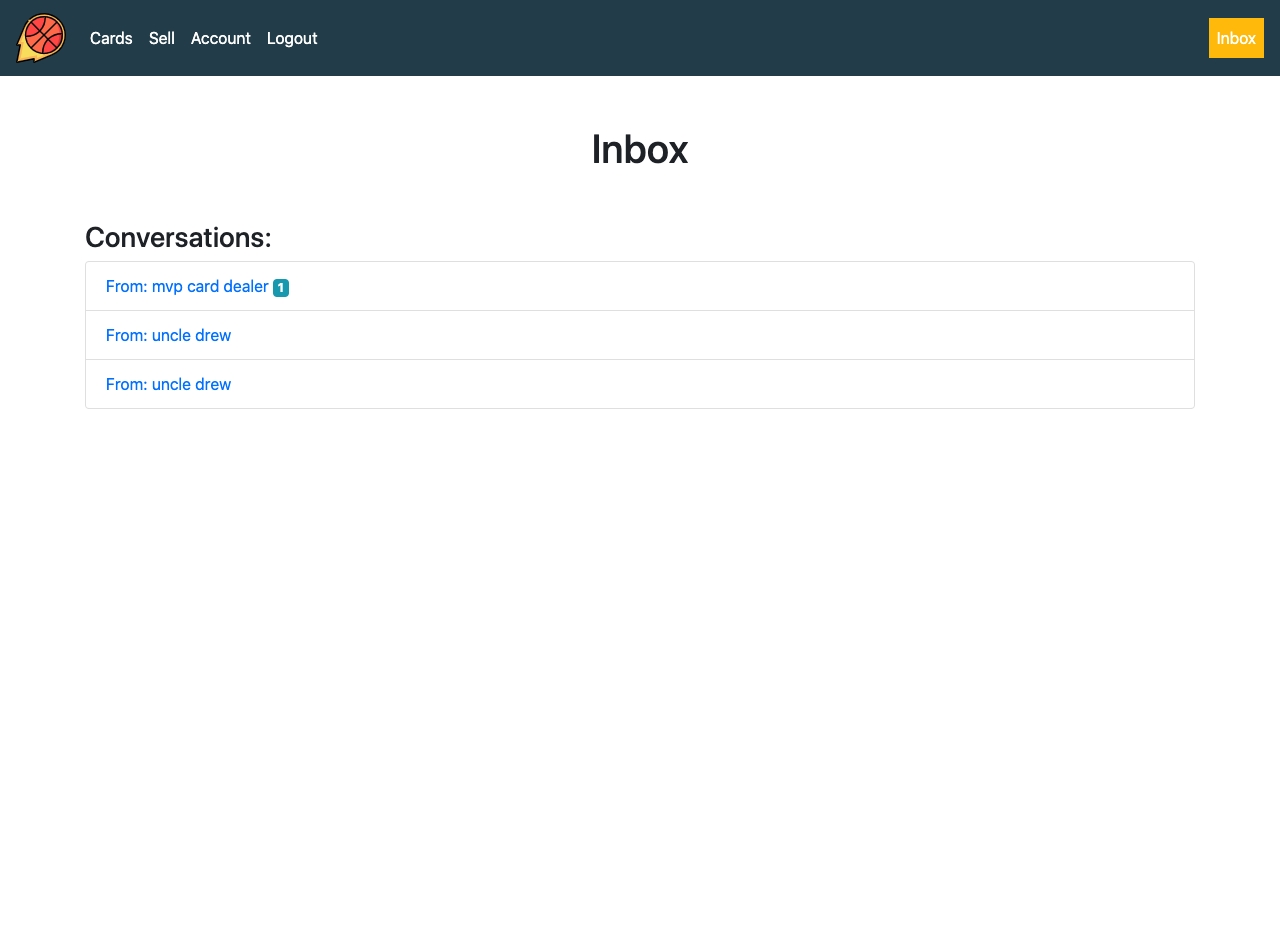 Cards Sell Account Logout Inbox
Inbox
Conversations:
From: mvp card dealer 1
From: uncle drew
From: uncle drew